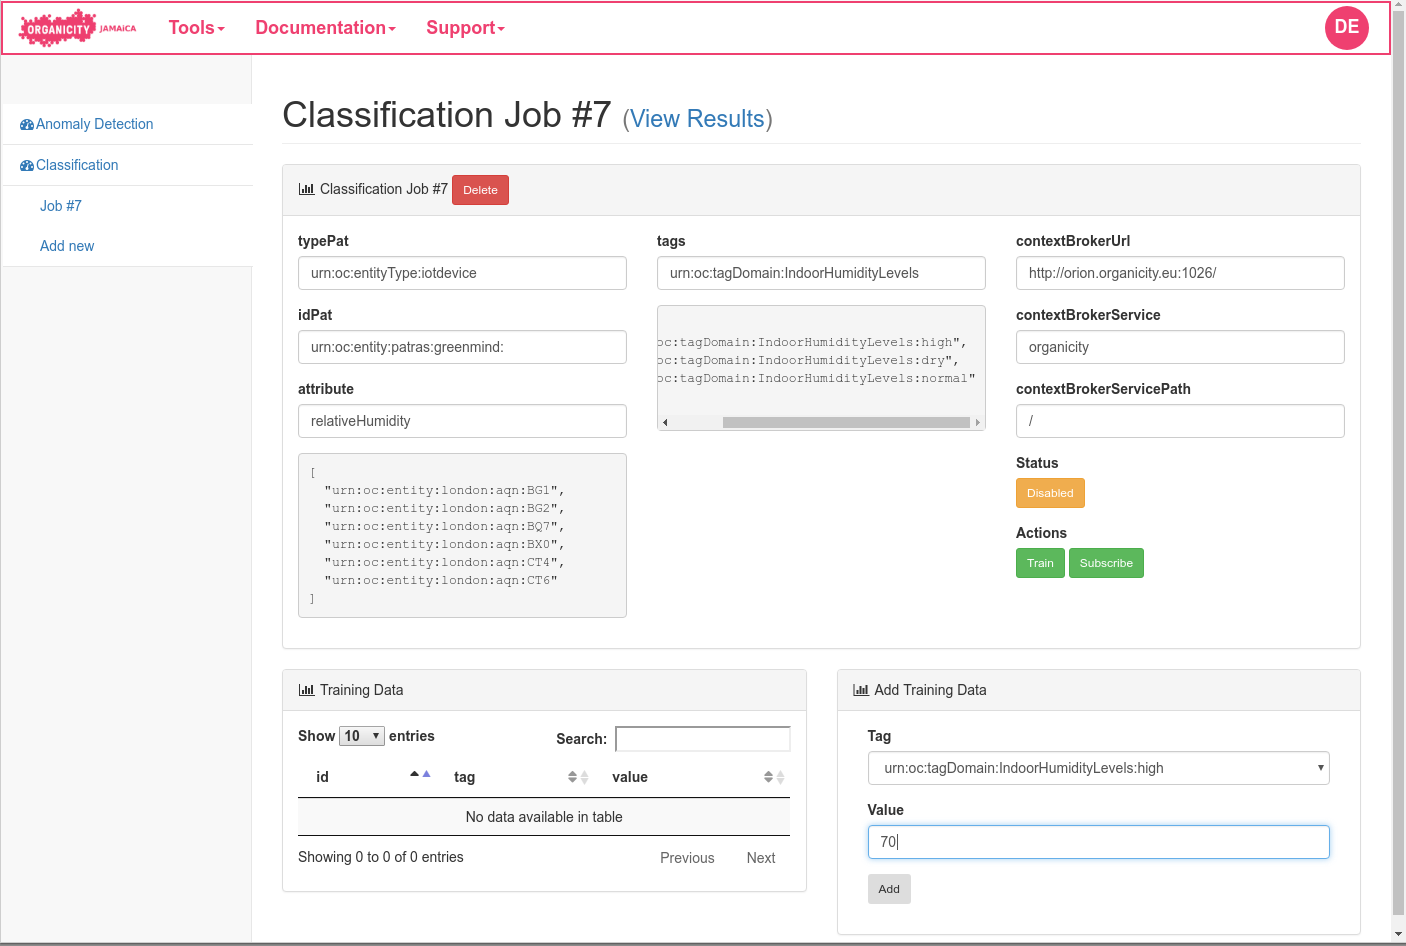 ORGANICITY JAMAiCA Tools Documentation Support DE
Anomaly Detection
Classification
Job #7
Add new
Classification Job #7 (View Results)
Classification Job #7 Delete
typePat
urn:oc:entityType:iotdevice
idPat
urn:oc:entity:patras:greenmind:
attribute
relativeHumidity
[
"urn:oc:entity:london:aqn:BG1",
"urn:oc:entity:london:aqn:BG2",
"urn:oc:entity:london:aqn:BQ7",
"urn:oc:entity:london:aqn:BX0",
"urn:oc:entity:london:aqn:CT4",
"urn:oc:entity:london:aqn:CT6"
]
tags
urn:oc:tagDomain:IndoorHumidityLevels
oc:tagDomain:IndoorHumidityLevels:high",
oc:tagDomain:IndoorHumidityLevels:dry",
oc:tagDomain:IndoorHumidityLevels:normal"
contextBrokerUrl
http://orion.organicity.eu:1026/
contextBrokerService
organicity
contextBrokerServicePath
/
Status
Disabled
Actions
Train Subscribe
Training Data
Show 10 entries Search:
id tag value
No data available in table
Showing 0 to 0 of 0 entries Previous Next
Add Training Data
Tag
urn:oc:tagDomain:IndoorHumidityLevels:high
Value
70
Add